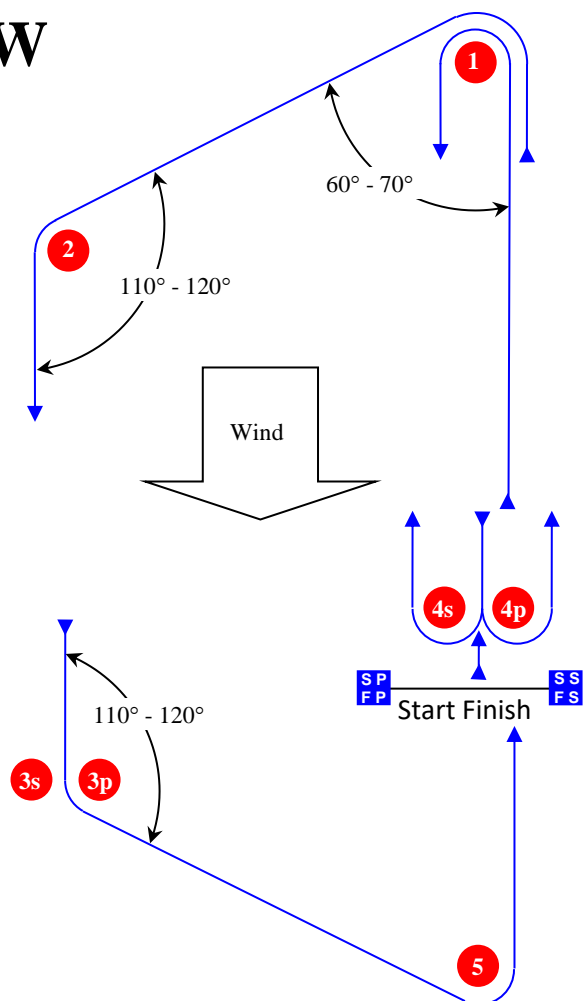 W
1
60° - 70°
2
110° - 120°
Wind
4s 4p
S P
F P
S S
F S
Start Finish
110° - 120°
3s 3p
5